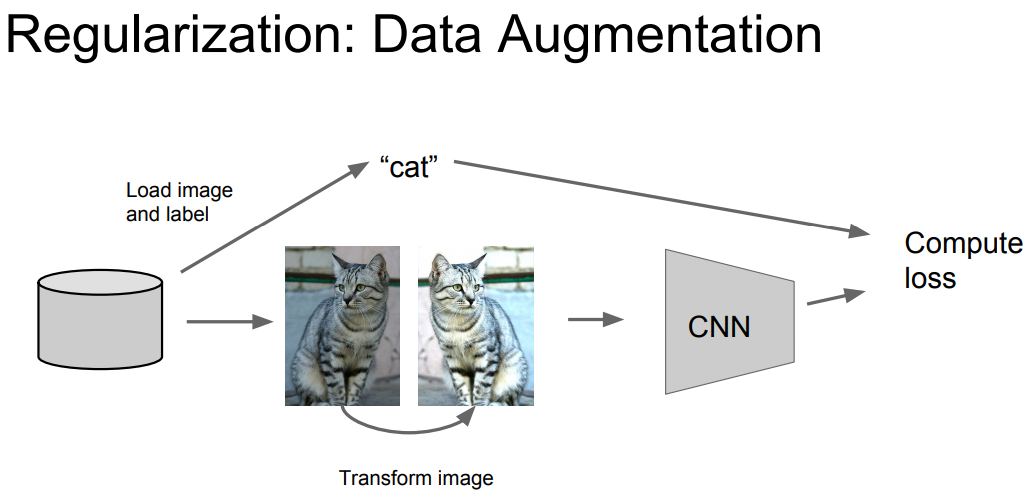 Regularization: Data Augmentation
“cat”
Load image
and label
Compute
loss
CNN
Transform image